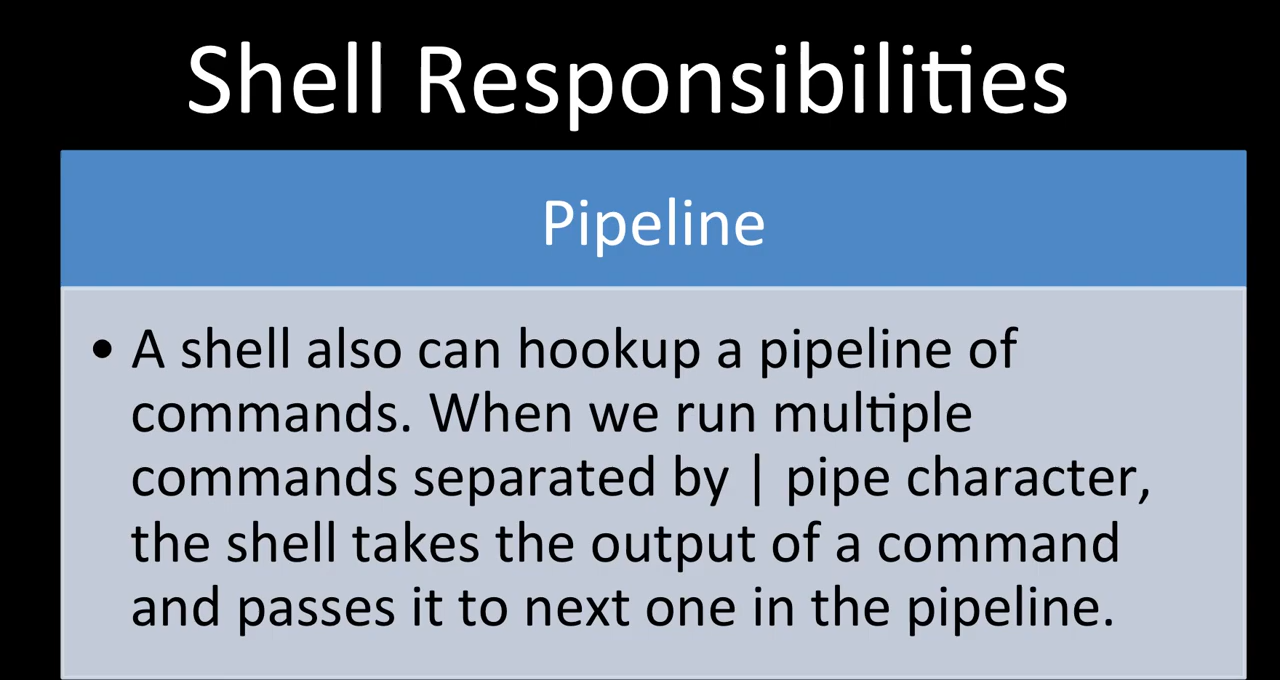 Shell Responsibilities
Pipeline
• A shell also can hookup a pipeline of
commands. When we run multiple
commands separated by | pipe character,
the shell takes the output of a command
and passes it to next one in the pipeline.